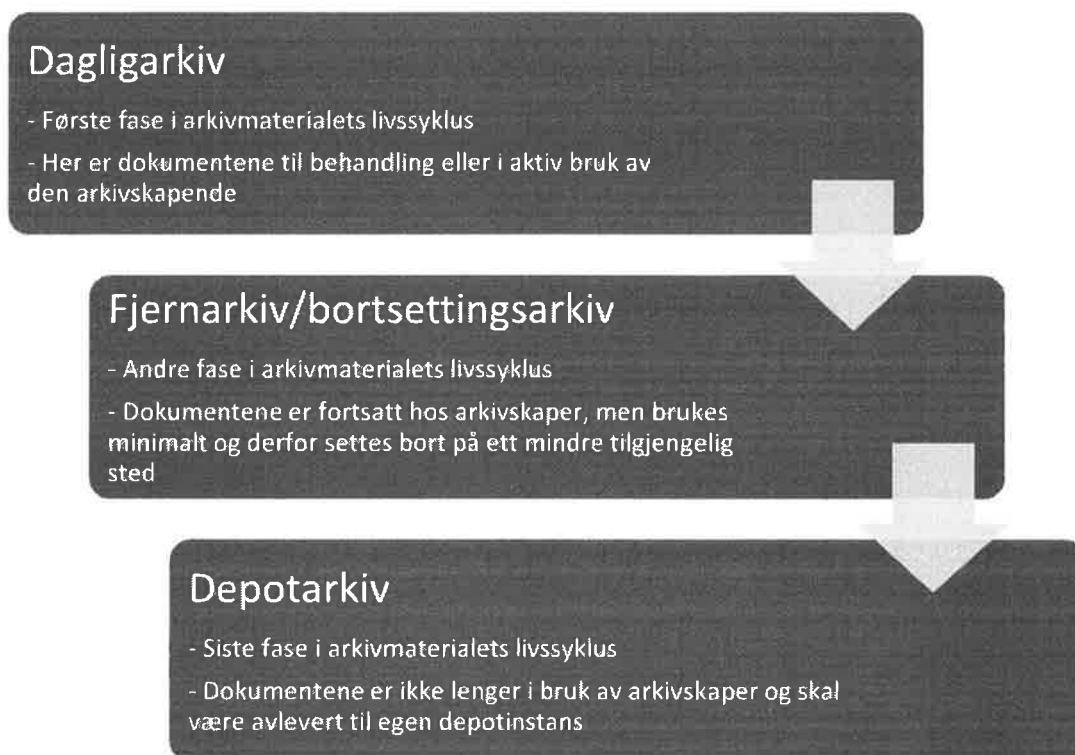 Dagligarkiv
- Første fase i arkivmaterialets livssyklus
- Her er dokumentene til behandling eller i aktiv bruk av
den arkivskapende
Fjernarkiv/bortsettingsarkiv
- Andre fase i arkivmaterialets livssyklus
- Dokumentene er fortsatt hos arkivskaper, men brukes
minimalt og derfor settes bort på ett mindre tilgjengelig
sted
Depotarkiv
- Siste fase i arkivmaterialets livssyklus
- Dokumentene er ikke lenger i bruk av arkivskaper og skal
være avlevert til egen depotinstans